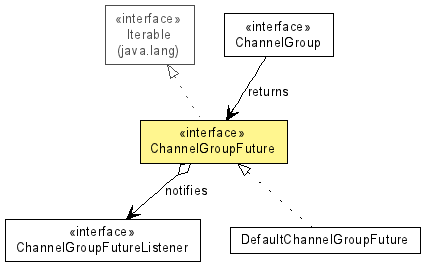 «interface»
Iterable
(java.lang)
«interface»
ChannelGroup
returns
«interface»
ChannelGroupFuture
notifies
«interface»
ChannelGroupFutureListener
DefaultChannelGroupFuture